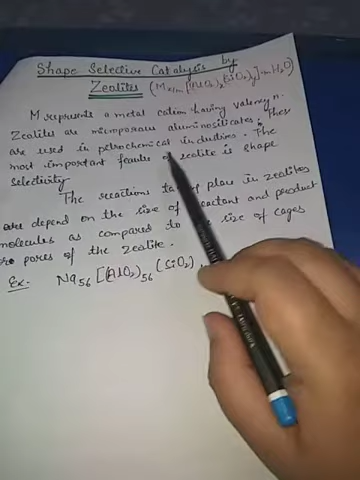 Shape Selective Catalysis by
Zeolites (Mx/n [(AlO2)x(SiO2)y]·mH2O)
M represents a metal cation having valency n.
Zeolites are microporous aluminosilicates. They
are used in petrochemical industries. The
most important feature of zeolite is shape
selectivity
The reactions taking place in zeolites
depend on the size of reactant and product
molecules as compared to the size of cages
or pores of the zeolite.
Ex:- Na56 [(AlO2)56 (SiO2)